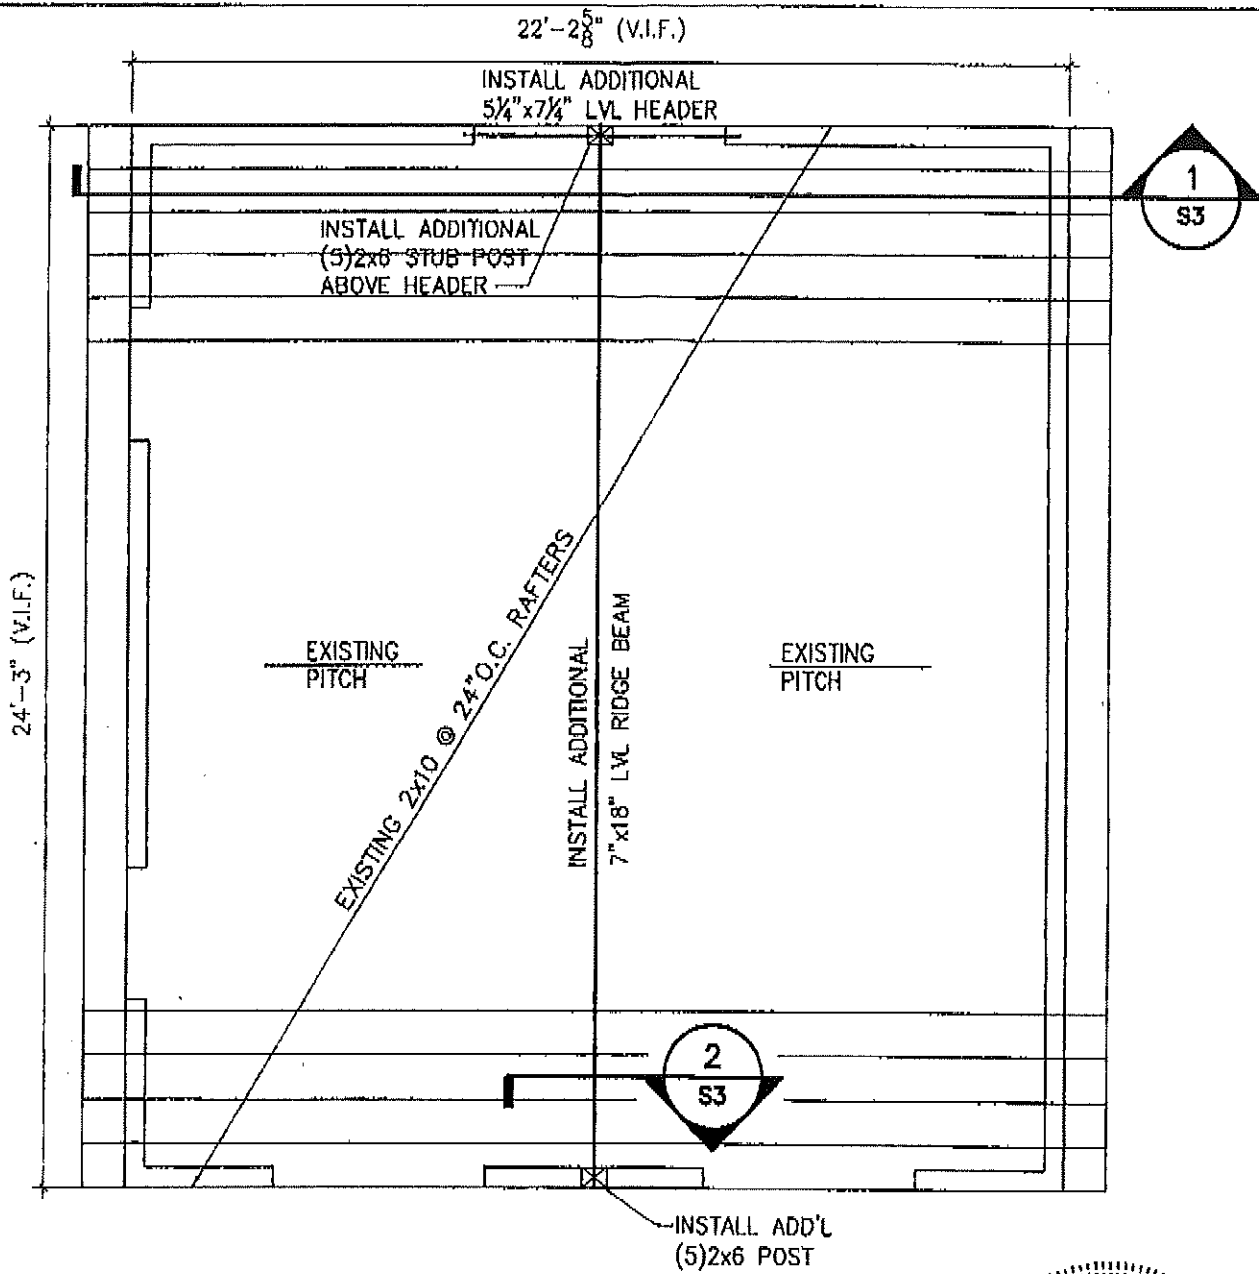 22'-2 5/8" (V.I.F.)
INSTALL ADDITIONAL
5¼"x7¼" LVL HEADER
1
S3
INSTALL ADDITIONAL
(5)2x6 STUB POST
ABOVE HEADER
24'-3" (V.I.F.)
EXISTING 2x10 @ 24"O.C. RAFTERS
EXISTING
PITCH
INSTALL ADDITIONAL
7"x18" LVL RIDGE BEAM
EXISTING
PITCH
2
S3
INSTALL ADD'L
(5)2x6 POST